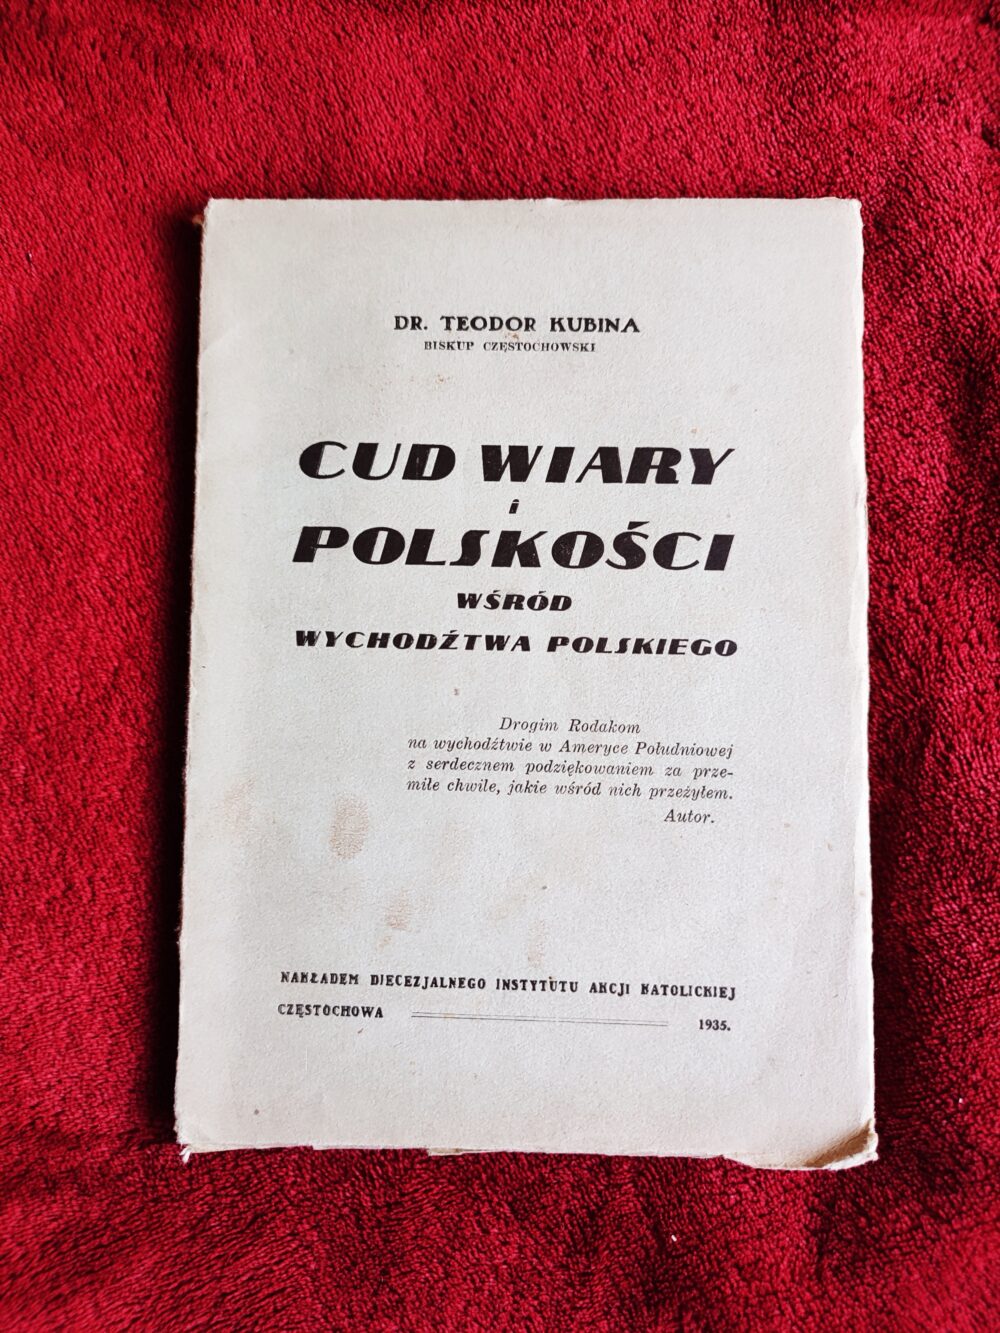 DR. TEODOR KUBINA
BISKUP CZĘSTOCHOWSKI
CUD WIARY
i
POLSKOŚCI
WŚRÓD
WYCHODŹTWA POLSKIEGO
Drogim Rodakom
na wychodźtwie w Ameryce Południowej
z serdecznem podziękowaniem za prze-
miłe chwile, jakie wśród nich przeżyłem.
Autor.
NAKŁADEM DIECEZJALNEGO INSTYTUTU AKCJI KATOLICKIEJ
CZĘSTOCHOWA 1935.